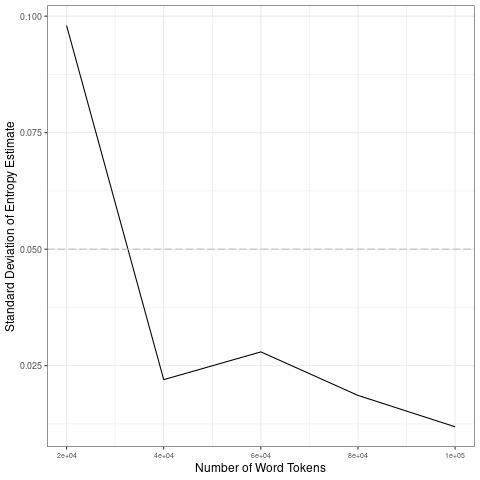 0.100
0.075
0.050
0.025
Standard Deviation of Entropy Estimate
2e+04 4e+04 6e+04 8e+04 1e+05
Number of Word Tokens